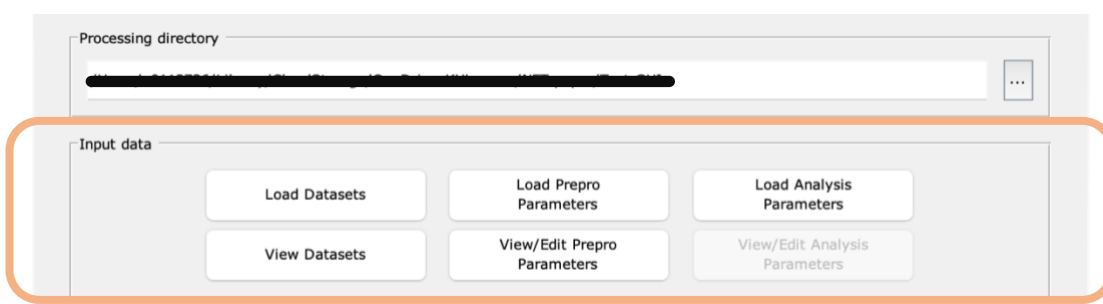 Processing directory
...
Input data
Load Datasets
Load Prepro
Parameters
Load Analysis
Parameters
View Datasets
View/Edit Prepro
Parameters
View/Edit Analysis
Parameters